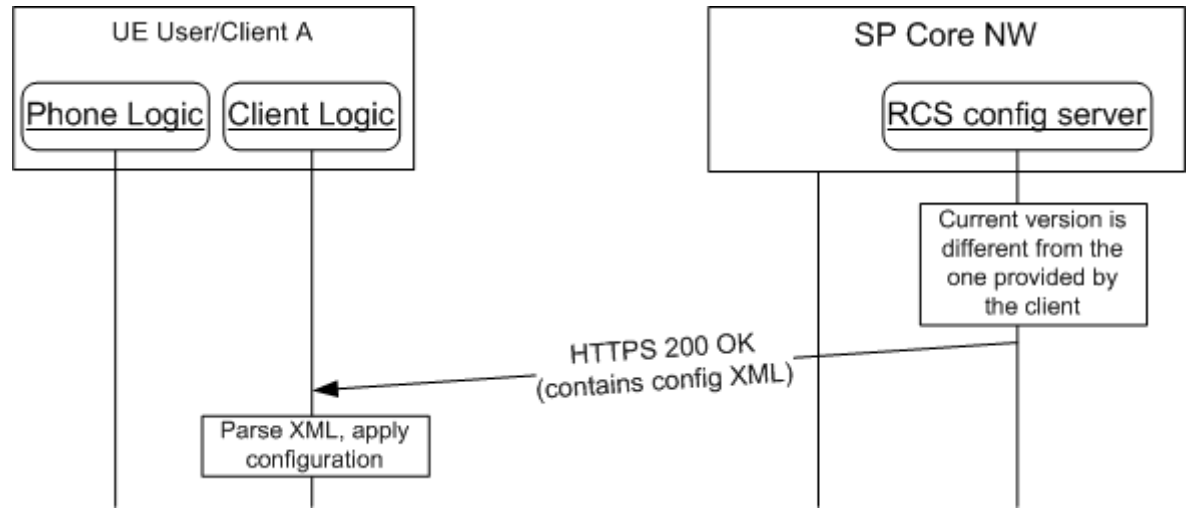 UE User/Client A
SP Core NW
Phone Logic
Client Logic
RCS config server
Current version is
different from the
one provided by
the client
HTTPS 200 OK
(contains config XML)
Parse XML, apply
configuration